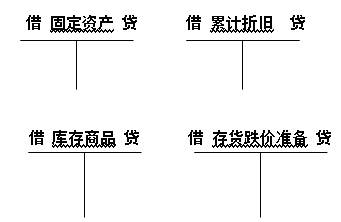 借 固定资产 贷
借 累计折旧 贷
借 库存商品 贷
借 存货跌价准备 贷